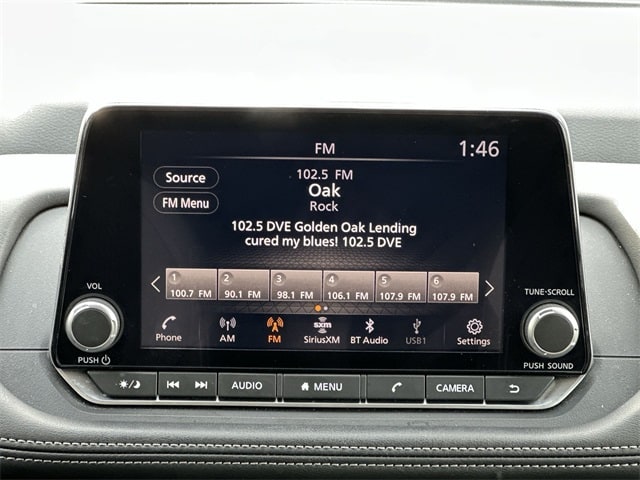 FM
1:46
Source
FM Menu
102.5 FM
Oak
Rock
102.5 DVE Golden Oak Lending
cured my blues! 102.5 DVE
1 2 3 4 5 6
100.7 FM 90.1 FM 98.1 FM 106.1 FM 107.9 FM 107.9 FM
VOL
TUNE•SCROLL
sxm
Phone AM FM SiriusXM BT Audio USB1 Settings
PUSH
PUSH SOUND
AUDIO MENU CAMERA